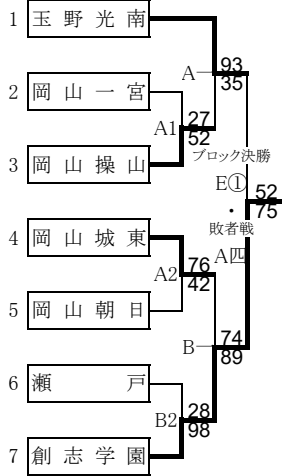 1 玉野光南
93
A
35
2 岡山一宮
27
A1
52
ブロック決勝
3 岡山操山
E①
52
・
75
敗者戦
4 岡山城東
A四
76
A2
42
5 岡山朝日
74
B
89
6 瀬戸
28
B2
98
7 創志学園